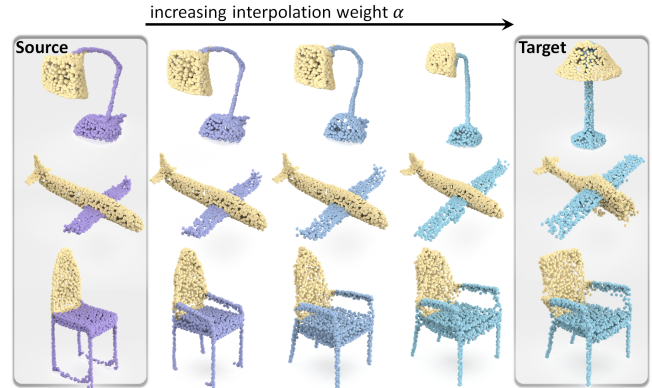 increasing interpolation weight α
Source
Target